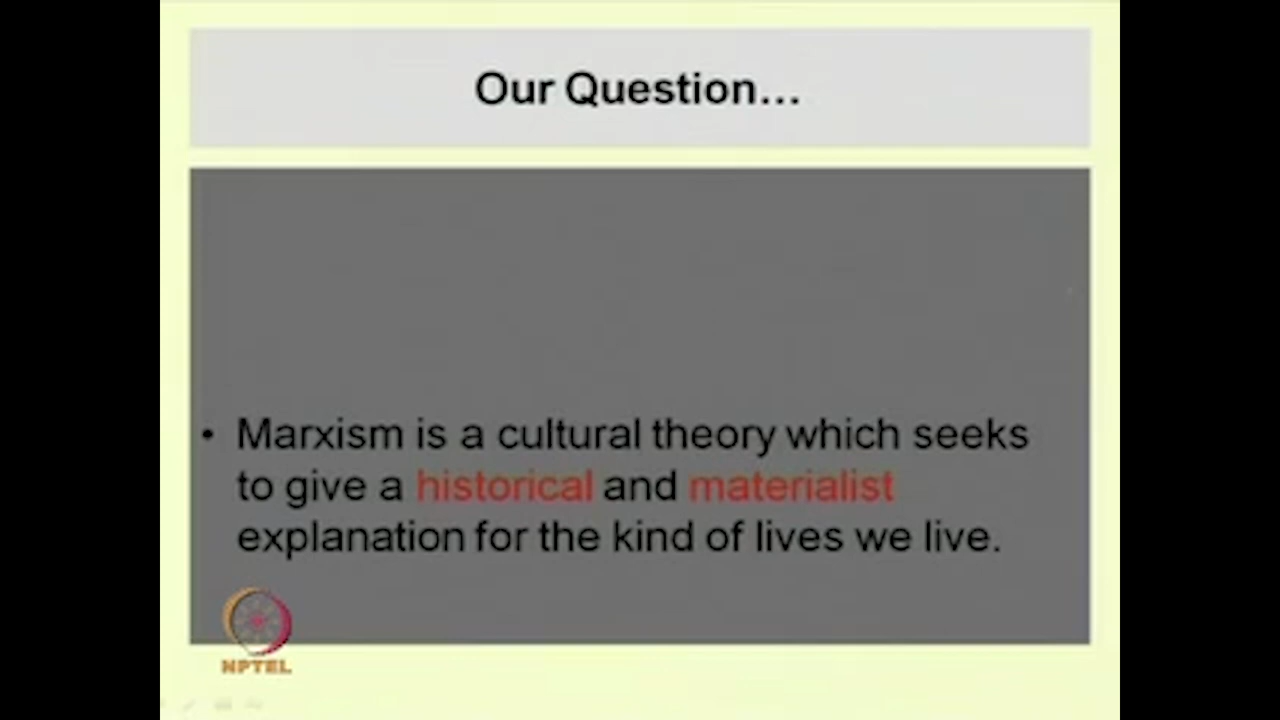 Our Question...
• Marxism is a cultural theory which seeks
to give a historical and materialist
explanation for the kind of lives we live.
NPTEL